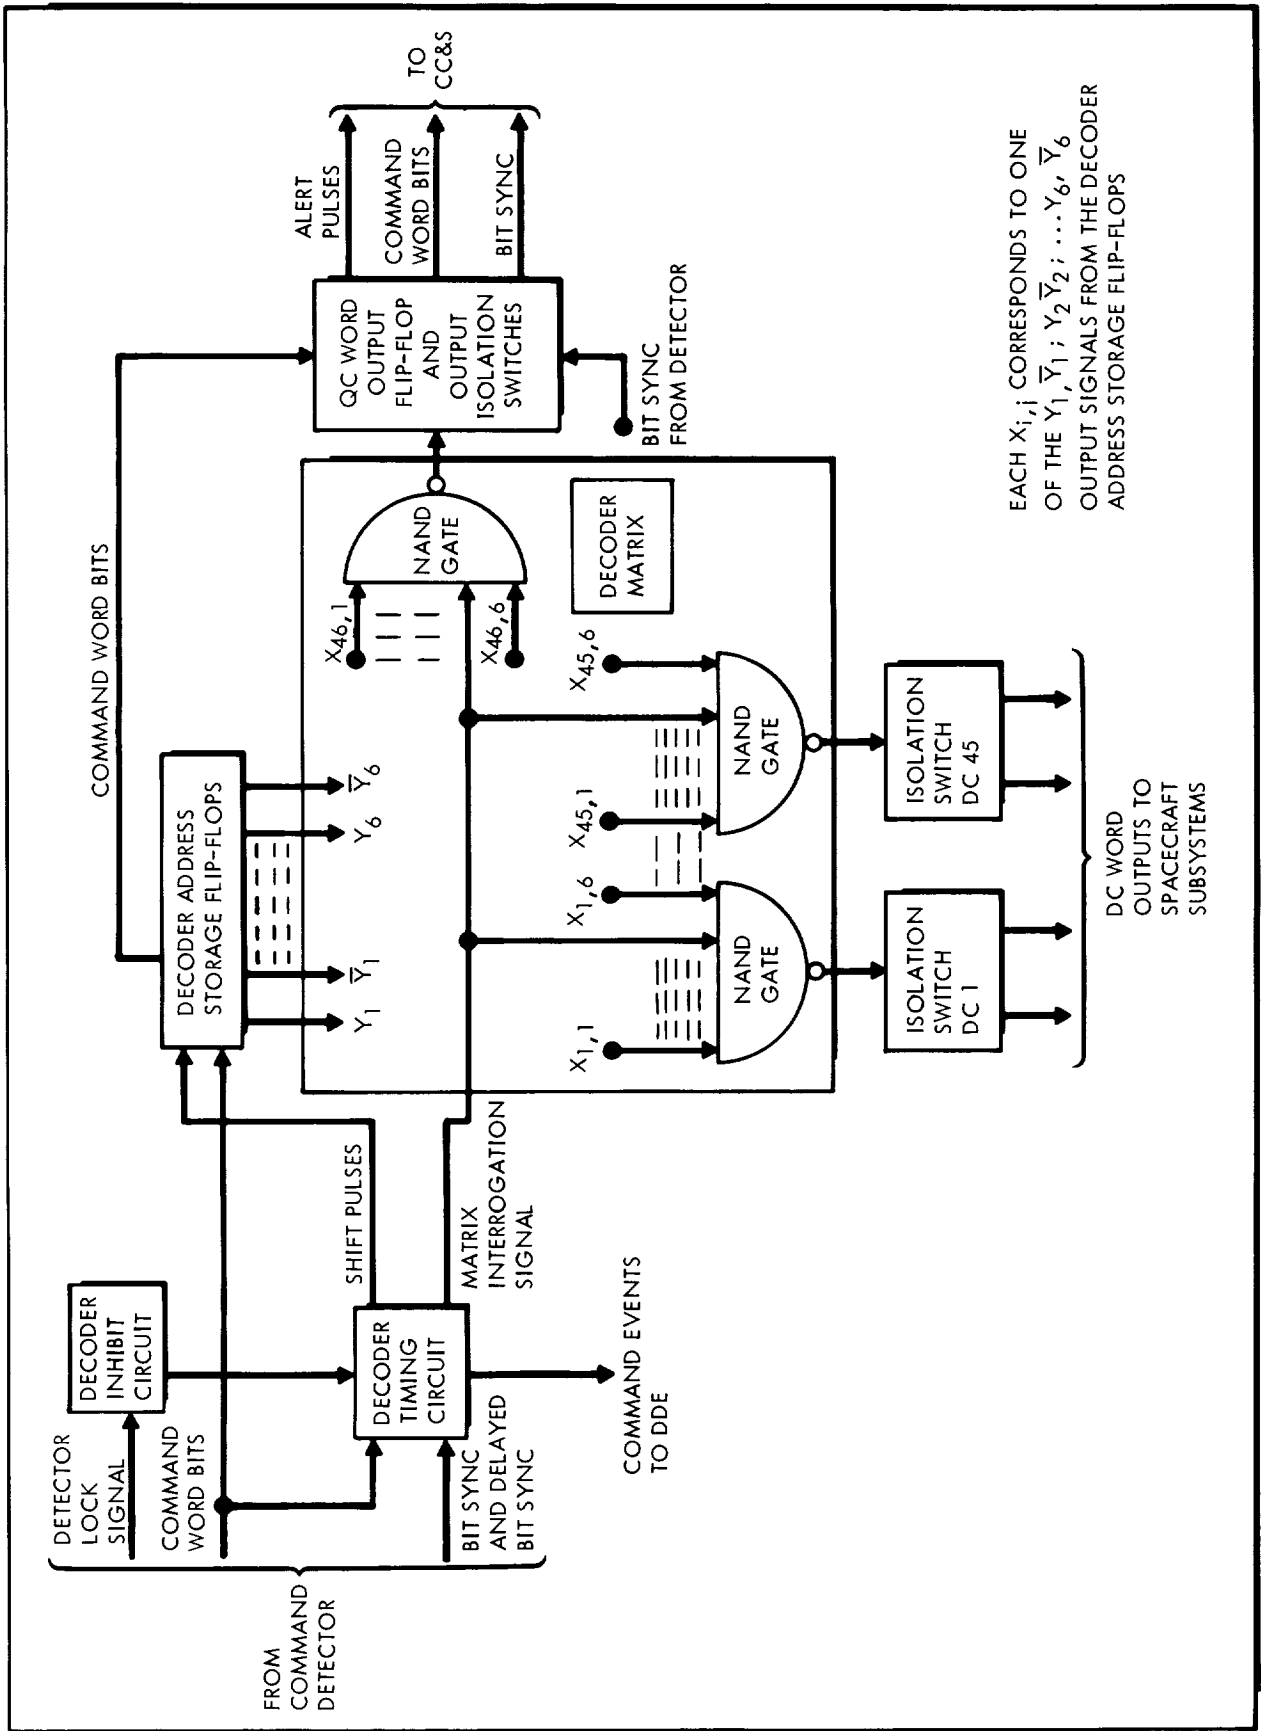 FROM
COMMAND
DETECTOR
DETECTOR
LOCK
SIGNAL
COMMAND
WORD BITS
BIT SYNC
AND DELAYED
BIT SYNC
DECODER
INHIBIT
CIRCUIT
DECODER
TIMING
CIRCUIT
COMMAND EVENTS
TO DDE
SHIFT PULSES
MATRIX
INTERROGATION
SIGNAL
DECODER ADDRESS
STORAGE FLIP-FLOPS
Y₁ Y̅₁ Y₆ Y̅₆
COMMAND WORD BITS
X₁,₁ X₁,₆ X₄₅,₁ X₄₅,₆
NAND
GATE
NAND
GATE
X₄₆,₁
X₄₆,₆
NAND
GATE
DECODER
MATRIX
ISOLATION
SWITCH
DC 1
ISOLATION
SWITCH
DC 45
DC WORD
OUTPUTS TO
SPACECRAFT
SUBSYSTEMS
QC WORD
OUTPUT
FLIP-FLOP
AND
OUTPUT
ISOLATION
SWITCHES
BIT SYNC
FROM DETECTOR
ALERT
PULSES
COMMAND
WORD BITS
BIT SYNC
TO
CC&S
EACH Xᵢ,ᵢ CORRESPONDS TO ONE
OF THE Y₁, Y̅₁; Y₂ Y̅₂; ... Y₆, Y̅₆
OUTPUT SIGNALS FROM THE DECODER
ADDRESS STORAGE FLIP-FLOPS